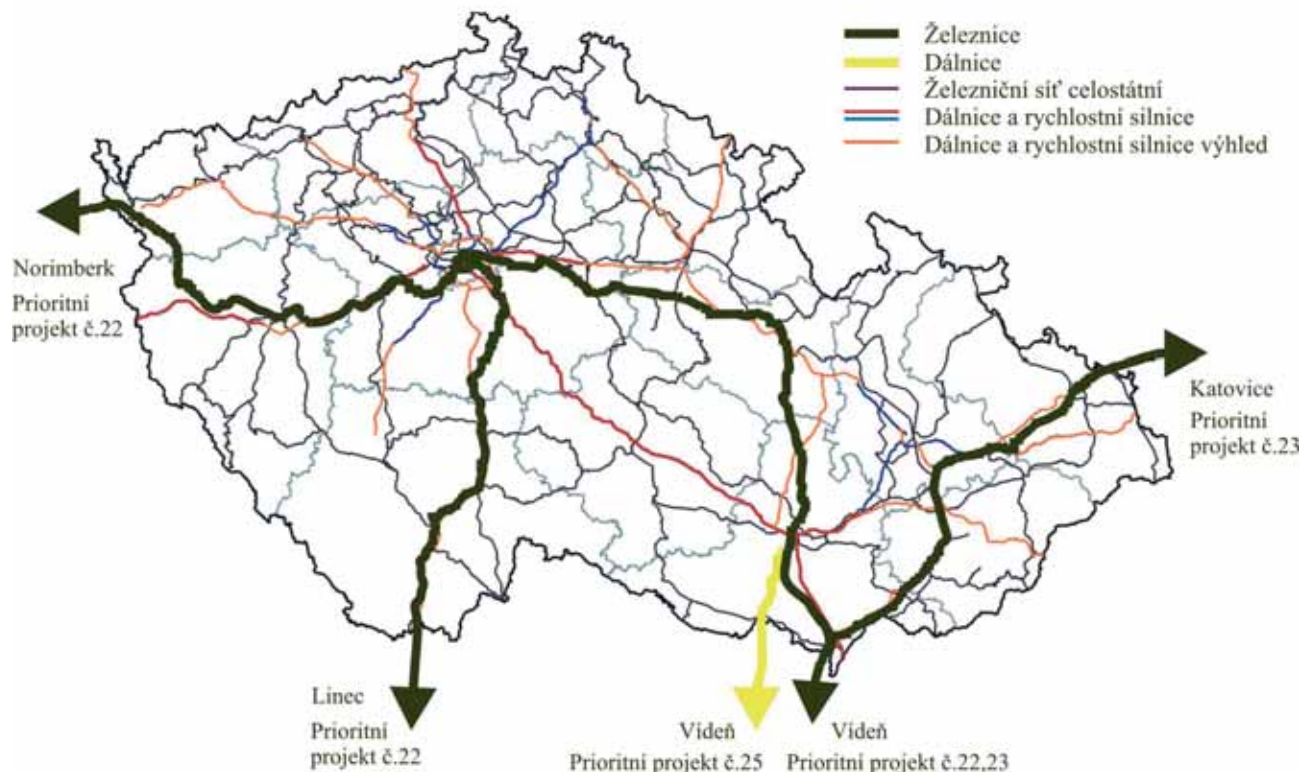 Železnice
Dálnice
Železniční síť celostátní
Dálnice a rychlostní silnice
Dálnice a rychlostní silnice výhled
Norimberk
Prioritní
projekt č.22
Katovice
Prioritní
projekt č.23
Linec
Prioritní
projekt č.22
Vídeň
Prioritní projekt č.25
Vídeň
Prioritní projekt č.22,23